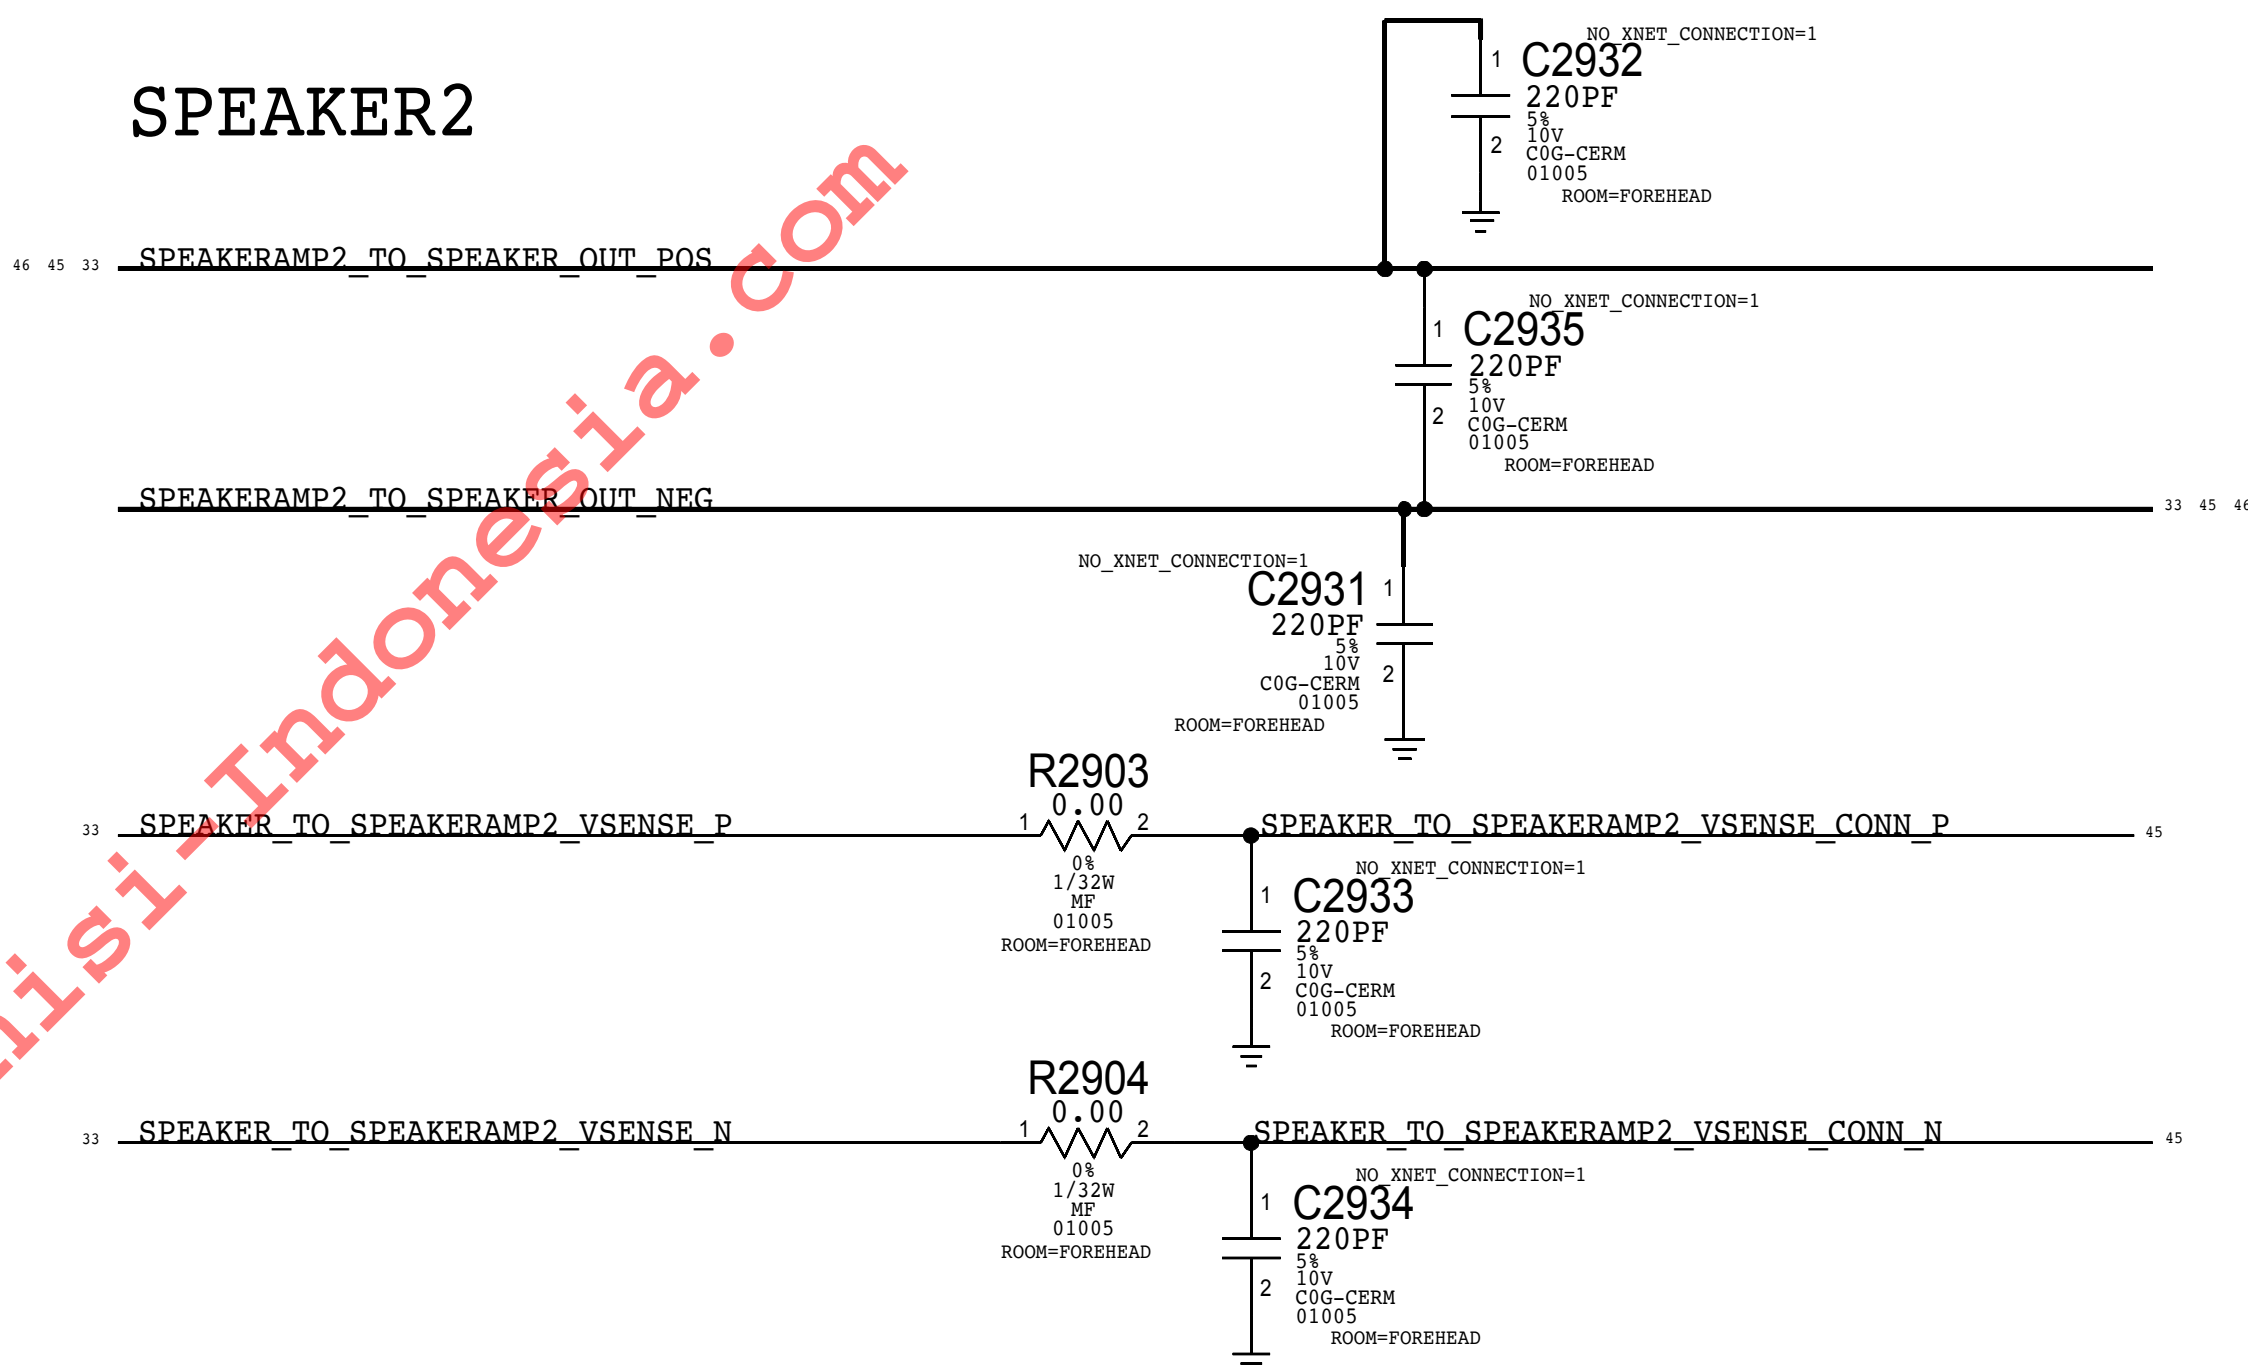 SPEAKER2
NO_XNET_CONNECTION=1
1
C2932
220PF
5%
10V
2
C0G-CERM
01005
ROOM=FOREHEAD
46 45 33
SPEAKERAMP2_TO_SPEAKER_OUT_POS
NO_XNET_CONNECTION=1
1
C2935
220PF
5%
10V
2
C0G-CERM
01005
ROOM=FOREHEAD
SPEAKERAMP2_TO_SPEAKER_OUT_NEG
33 45 46
NO_XNET_CONNECTION=1
C2931
1
220PF
5%
10V
2
C0G-CERM
01005
ROOM=FOREHEAD
R2903
0.00
33
SPEAKER_TO_SPEAKERAMP2_VSENSE_P
1
2
SPEAKER_TO_SPEAKERAMP2_VSENSE_CONN_P
45
0%
1/32W
MF
01005
ROOM=FOREHEAD
NO_XNET_CONNECTION=1
1
C2933
220PF
5%
10V
2
C0G-CERM
01005
ROOM=FOREHEAD
R2904
0.00
33
SPEAKER_TO_SPEAKERAMP2_VSENSE_N
1
2
SPEAKER_TO_SPEAKERAMP2_VSENSE_CONN_N
45
0%
1/32W
MF
01005
ROOM=FOREHEAD
NO_XNET_CONNECTION=1
1
C2934
220PF
5%
10V
2
C0G-CERM
01005
ROOM=FOREHEAD
nisi-Indonesia.com